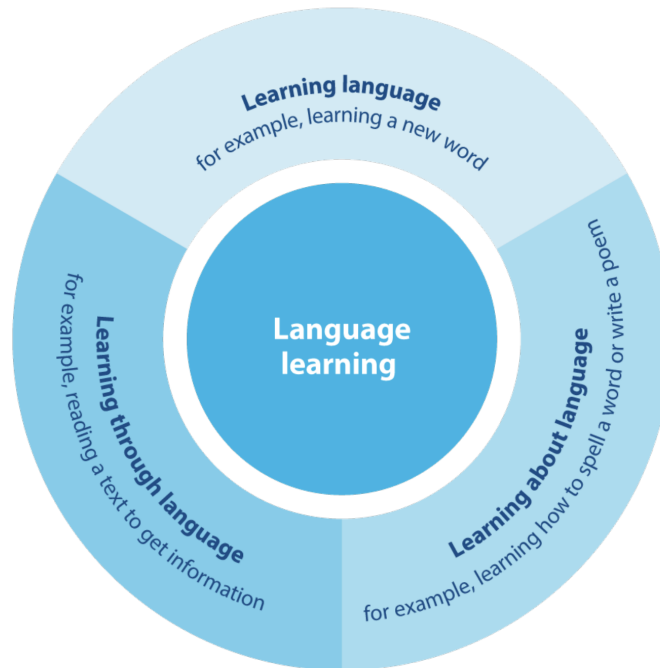 Learning language
for example, learning a new word
Language
learning
Learning through language
for example, reading a text to get information
Learning about language
for example, learning how to spell a word or write a poem